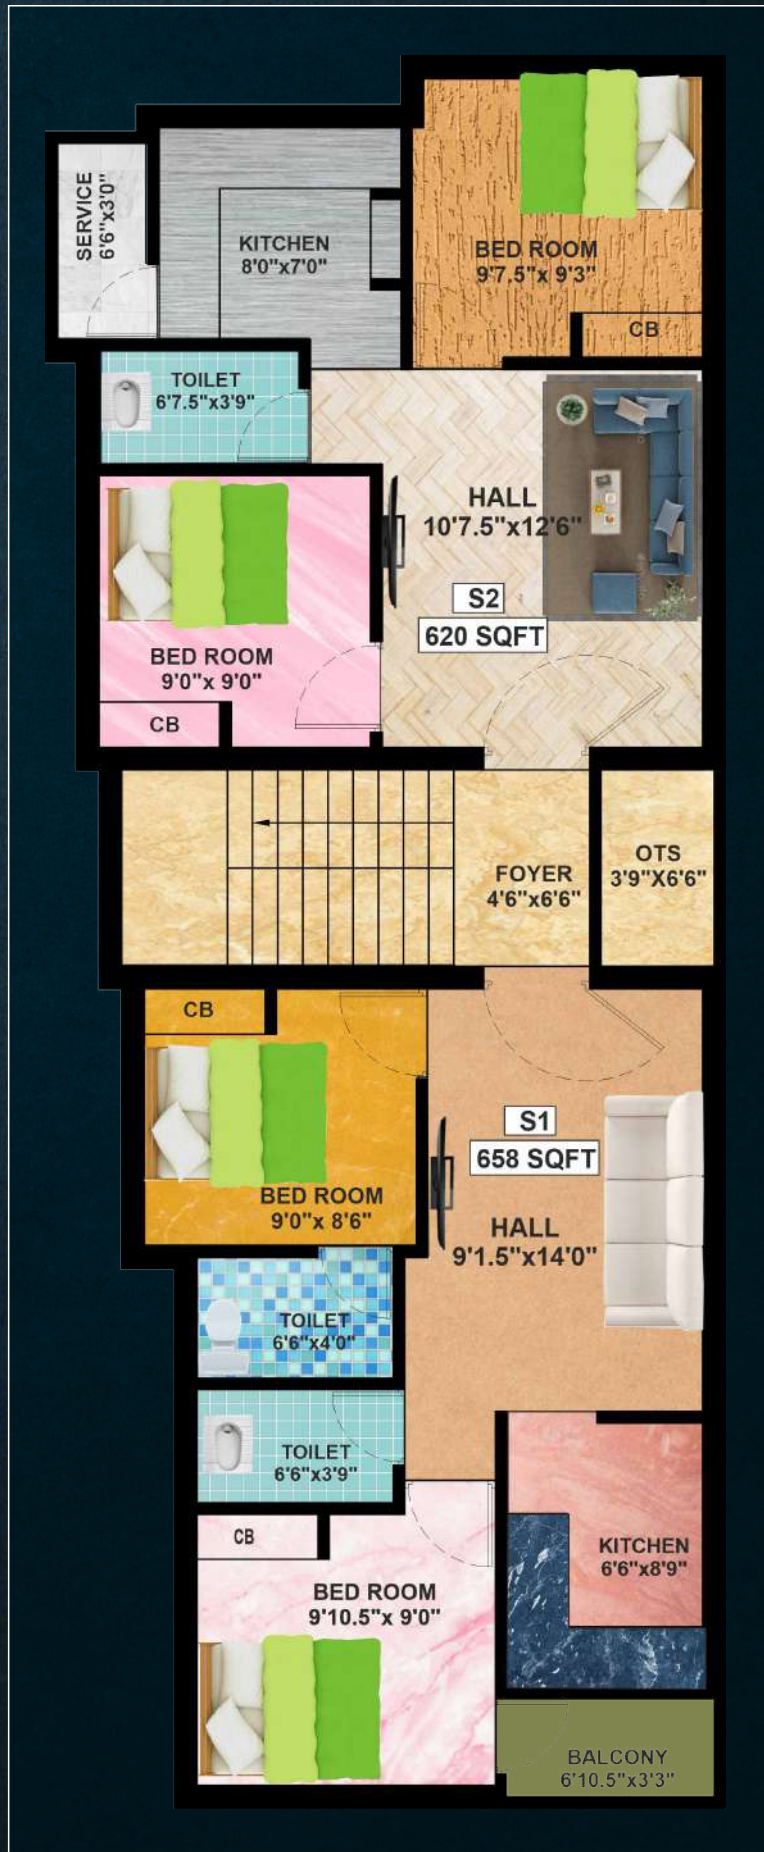 SERVICE
6'6"x3'0"
KITCHEN
8'0"x7'0"
BED ROOM
9'7.5"x 9'3"
CB
TOILET
6'7.5"x3'9"
HALL
10'7.5"x12'6"
S2
620 SQFT
BED ROOM
9'0"x 9'0"
CB
FOYER
4'6"x6'6"
OTS
3'9"X6'6"
CB
BED ROOM
9'0"x 8'6"
S1
658 SQFT
HALL
9'1.5"x14'0"
TOILET
6'6"x4'0"
TOILET
6'6"x3'9"
CB
BED ROOM
9'10.5"x 9'0"
KITCHEN
6'6"x8'9"
BALCONY
6'10.5"x3'3"